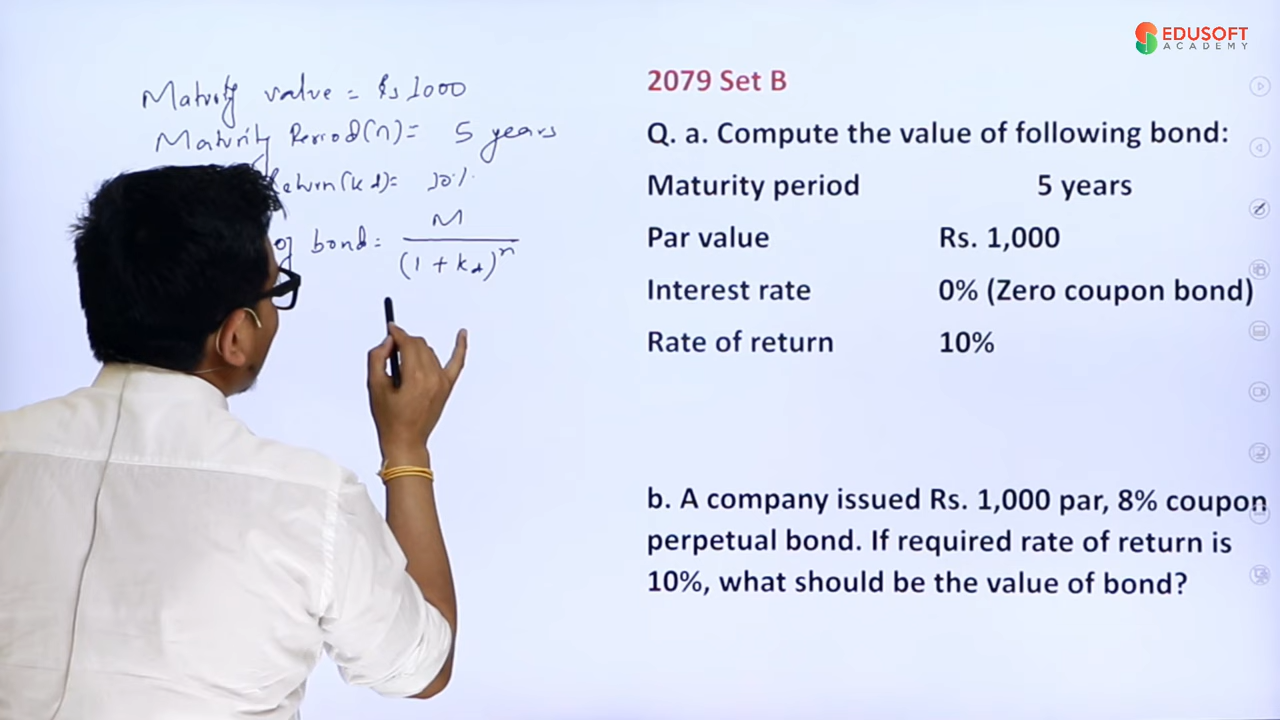 EDUSOFT
ACADEMY
Maturity value = Rs 1000
Maturity Period(n)= 5 years
Return(kd)= 10%
of bond= M
(1 + kd)^n
2079 Set B
Q. a. Compute the value of following bond:
Maturity period 5 years
Par value Rs. 1,000
Interest rate 0% (Zero coupon bond)
Rate of return 10%
b. A company issued Rs. 1,000 par, 8% coupon
perpetual bond. If required rate of return is
10%, what should be the value of bond?